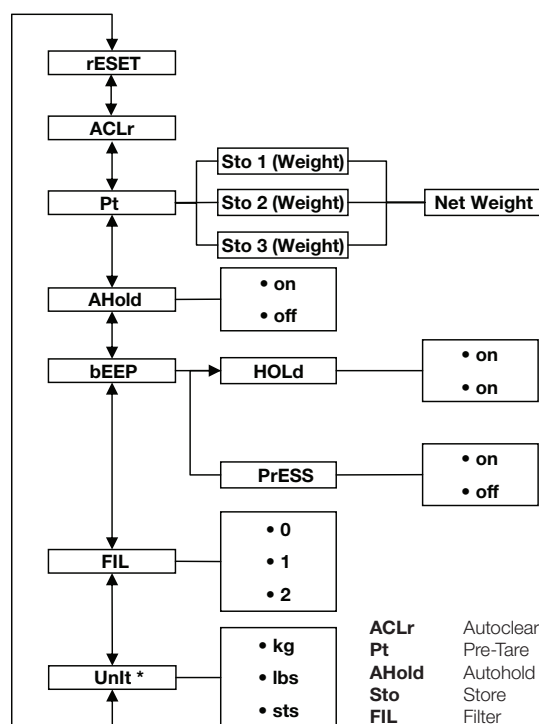 rESET
ACLr
Pt
Sto 1 (Weight)
Sto 2 (Weight)
Sto 3 (Weight)
Net Weight
AHold
• on
• off
bEEP
HOLd
• on
• on
PrESS
• on
• off
FIL
• 0
• 1
• 2
UnIt *
• kg
• lbs
• sts
ACLr Autoclear
Pt Pre-Tare
AHold Autohold
Sto Store
FIL Filter